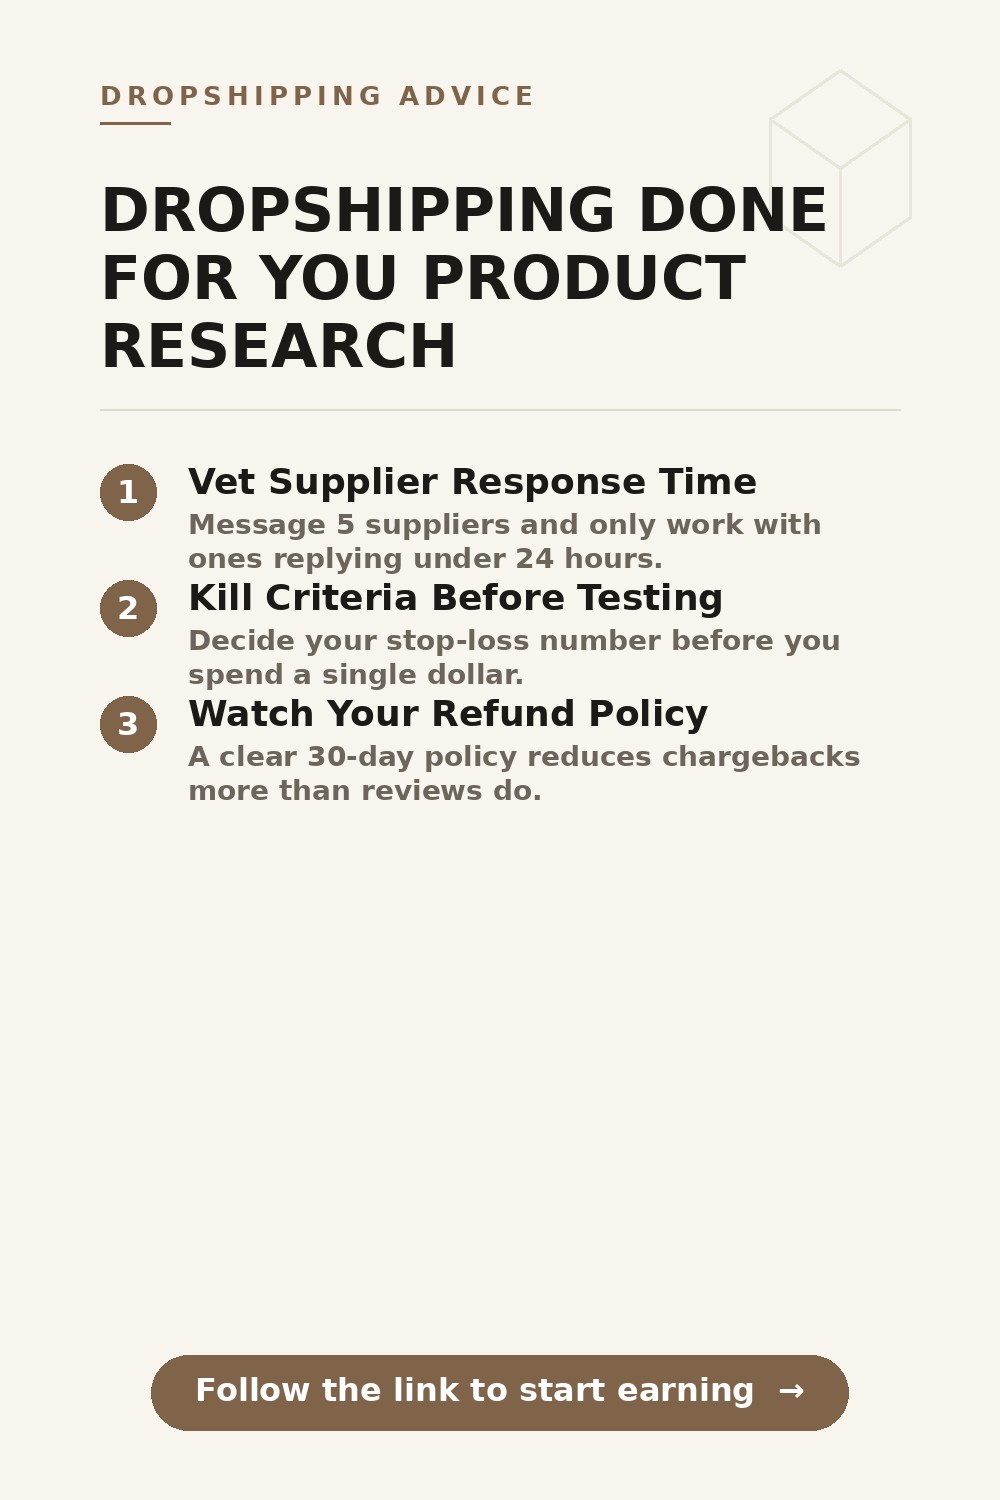 DROPSHIPPING ADVICE
DROPSHIPPING DONE
FOR YOU PRODUCT
RESEARCH
1 Vet Supplier Response Time
Message 5 suppliers and only work with
ones replying under 24 hours.
2 Kill Criteria Before Testing
Decide your stop-loss number before you
spend a single dollar.
3 Watch Your Refund Policy
A clear 30-day policy reduces chargebacks
more than reviews do.
Follow the link to start earning →